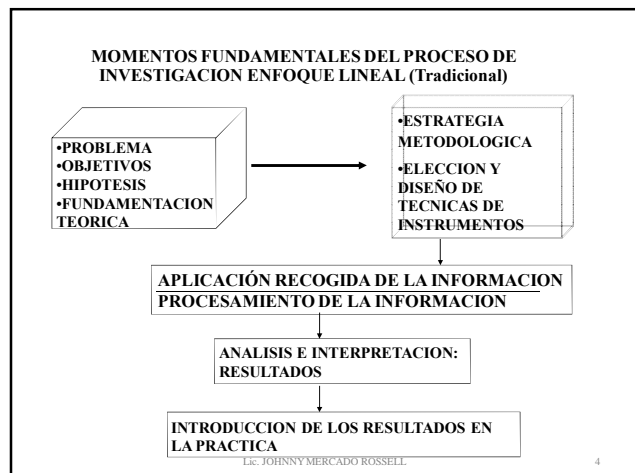 MOMENTOS FUNDAMENTALES DEL PROCESO DE
INVESTIGACION ENFOQUE LINEAL (Tradicional)
•PROBLEMA
•OBJETIVOS
•HIPOTESIS
•FUNDAMENTACION
TEORICA
•ESTRATEGIA
METODOLOGICA
•ELECCION Y
DISEÑO DE
TECNICAS DE
INSTRUMENTOS
APLICACIÓN RECOGIDA DE LA INFORMACION
PROCESAMIENTO DE LA INFORMACION
ANALISIS E INTERPRETACION:
RESULTADOS
INTRODUCCION DE LOS RESULTADOS EN
LA PRACTICA
Lic. JOHNNY MERCADO ROSSELL
4